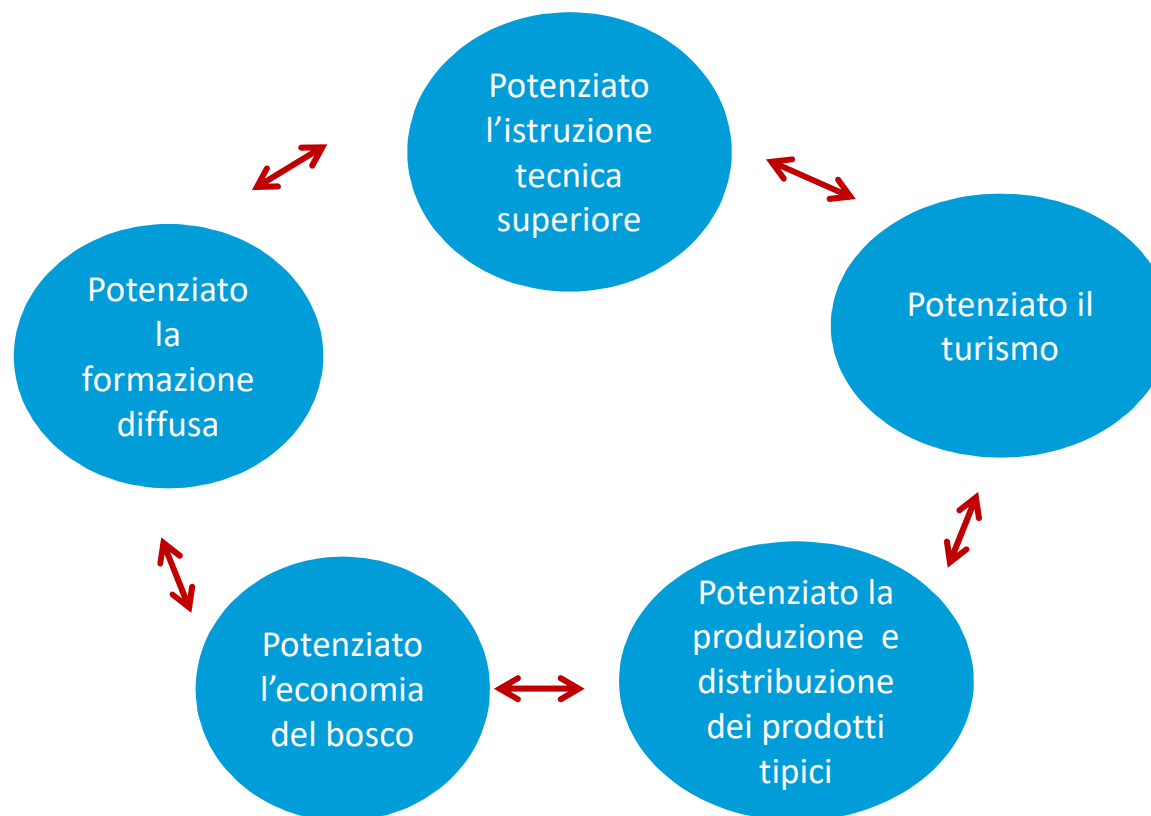 Potenziato
l’istruzione
tecnica
superiore
Potenziato
la
formazione
diffusa
Potenziato il
turismo
Potenziato la
produzione  e
distribuzione
dei prodotti
tipici
Potenziato
l’economia
del bosco